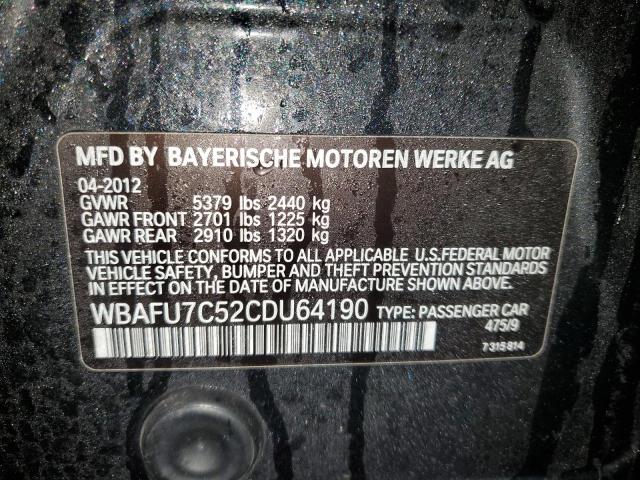 MFD BY BAYERISCHE MOTOREN WERKE AG
04-2012
GVWR 5379 lbs 2440 kg
GAWR FRONT 2701 lbs 1225 kg
GAWR REAR 2910 lbs 1320 kg
THIS VEHICLE CONFORMS TO ALL APPLICABLE U.S.FEDERAL MOTOR
VEHICLE SAFETY, BUMPER AND THEFT PREVENTION STANDARDS
IN EFFECT ON THE DATE OF MANUFACTURE SHOWN ABOVE.
WBAFU7C52CDU64190 TYPE: PASSENGER CAR
475/9
7315814